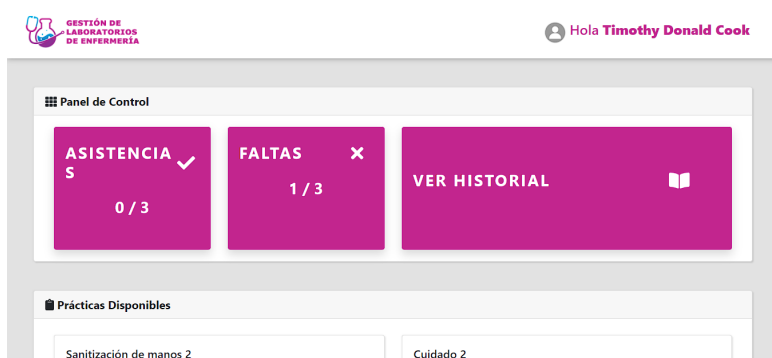 GESTIÓN DE
LABORATORIOS
DE ENFERMERÍA
Hola Timothy Donald Cook
Panel de Control
ASISTENCIA
S
0 / 3
FALTAS
1 / 3
VER HISTORIAL
Prácticas Disponibles
Sanitización de manos 2
Cuidado 2